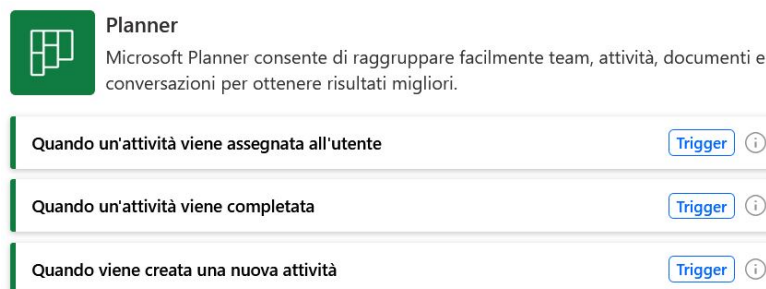 Planner
Microsoft Planner consente di raggruppare facilmente team, attività, documenti e
conversazioni per ottenere risultati migliori.
Quando un'attività viene assegnata all'utente Trigger
Quando un'attività viene completata Trigger
Quando viene creata una nuova attività Trigger